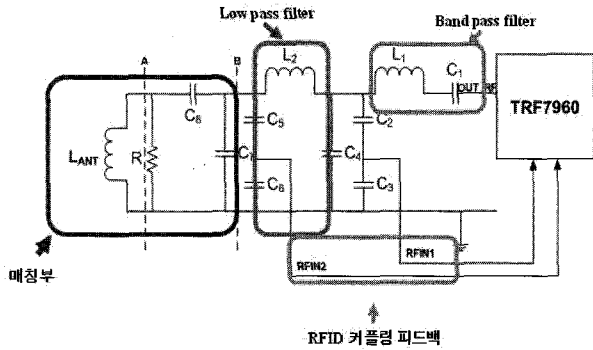 Low pass filter
Band pass filter
A
B
L2
L1
C1
OUT_RF
TRF7960
C8
C5
C2
LANT
R
C7
C4
C6
C3
RFIN1
RFIN2
매칭부
RFID 커플링 피드백